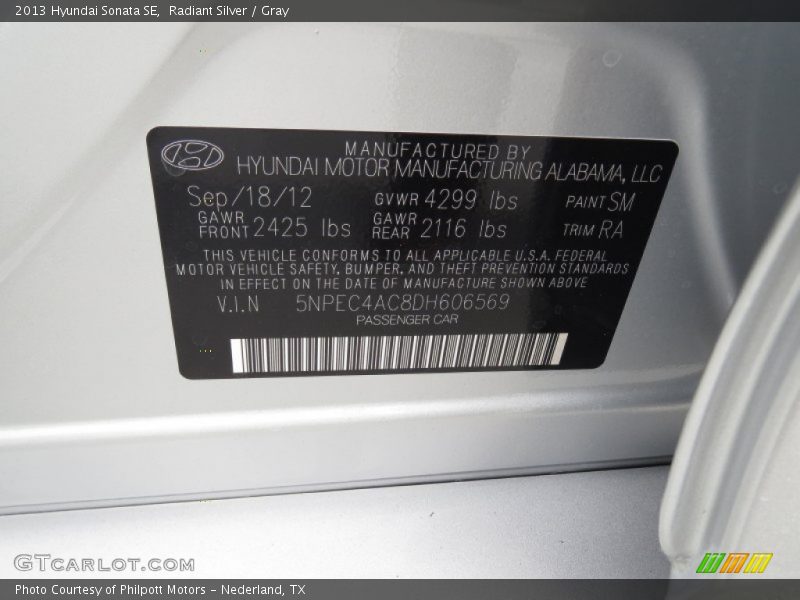 2013 Hyundai Sonata SE,  Radiant Silver / Gray
MANUFACTURED BY
HYUNDAI MOTOR MANUFACTURING ALABAMA, LLC
Sep/18/12 GVWR 4299 lbs PAINT SM
GAWR FRONT 2425 lbs GAWR REAR 2116 lbs TRIM RA
THIS VEHICLE CONFORMS TO ALL APPLICABLE U.S.A. FEDERAL
MOTOR VEHICLE SAFETY, BUMPER, AND THEFT PREVENTION STANDARDS
IN EFFECT ON THE DATE OF MANUFACTURE SHOWN ABOVE
V.I.N 5NPEC4AC8DH606569
PASSENGER CAR
GTCARLOT.COM
Photo Courtesy of Philpott Motors - Nederland, TX